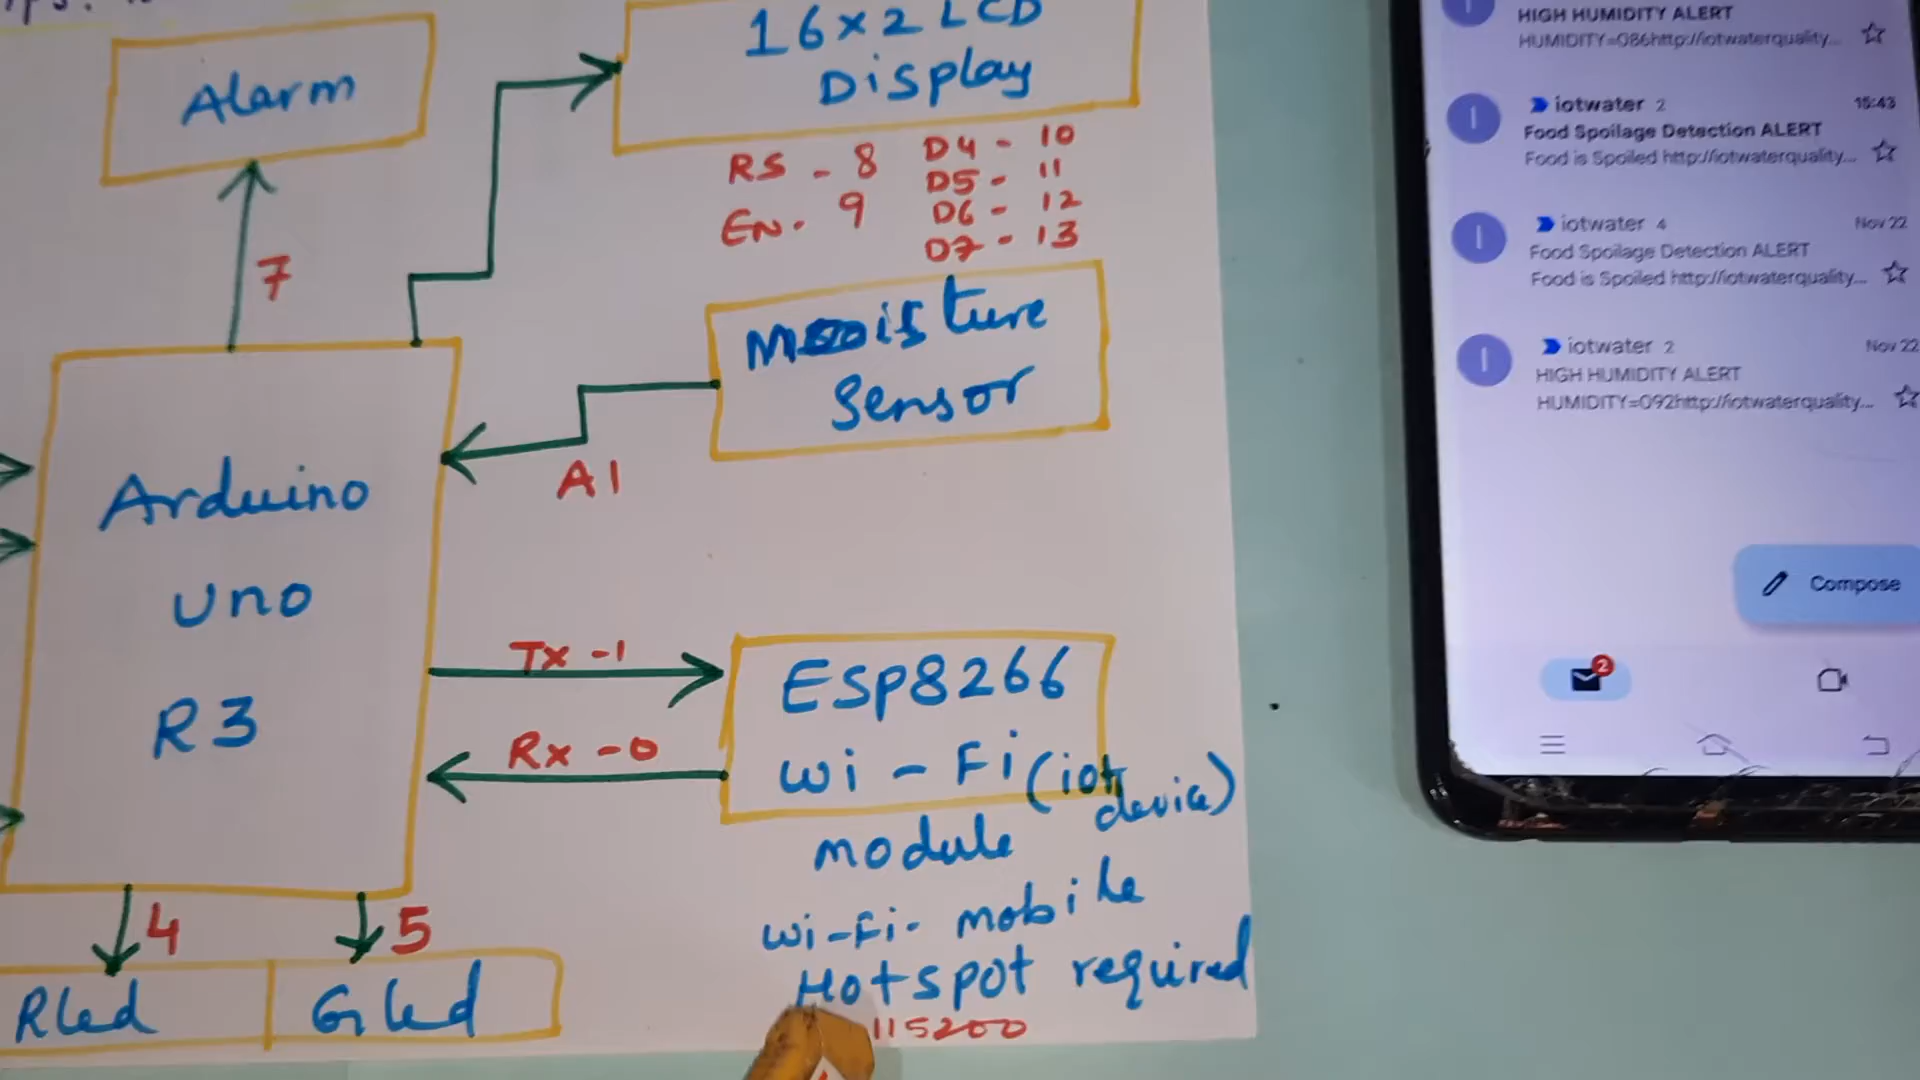 Alarm
16x2 LCD
Display
RS - 8
EN. 9
D4 - 10
D5 - 11
D6 - 12
D7 - 13
7
Moisture
Sensor
A1
Arduino
uno
R3
Tx -1
Rx -0
Esp8266
Wi-Fi (iot
device)
module
Wi-Fi- mobile
Hotspot required
115200
4
5
Rled
Gled
HIGH HUMIDITY ALERT
HUMIDITY=086http://iotwaterquality...
iotwater 2
15:43
Food Spoilage Detection ALERT
Food is Spoiled http://iotwaterquality...
iotwater 4
Nov 22
Food Spoilage Detection ALERT
Food is Spoiled http://iotwaterquality...
iotwater 2
Nov 22
HIGH HUMIDITY ALERT
HUMIDITY=092http://iotwaterquality...
I
I
I
Compose
2